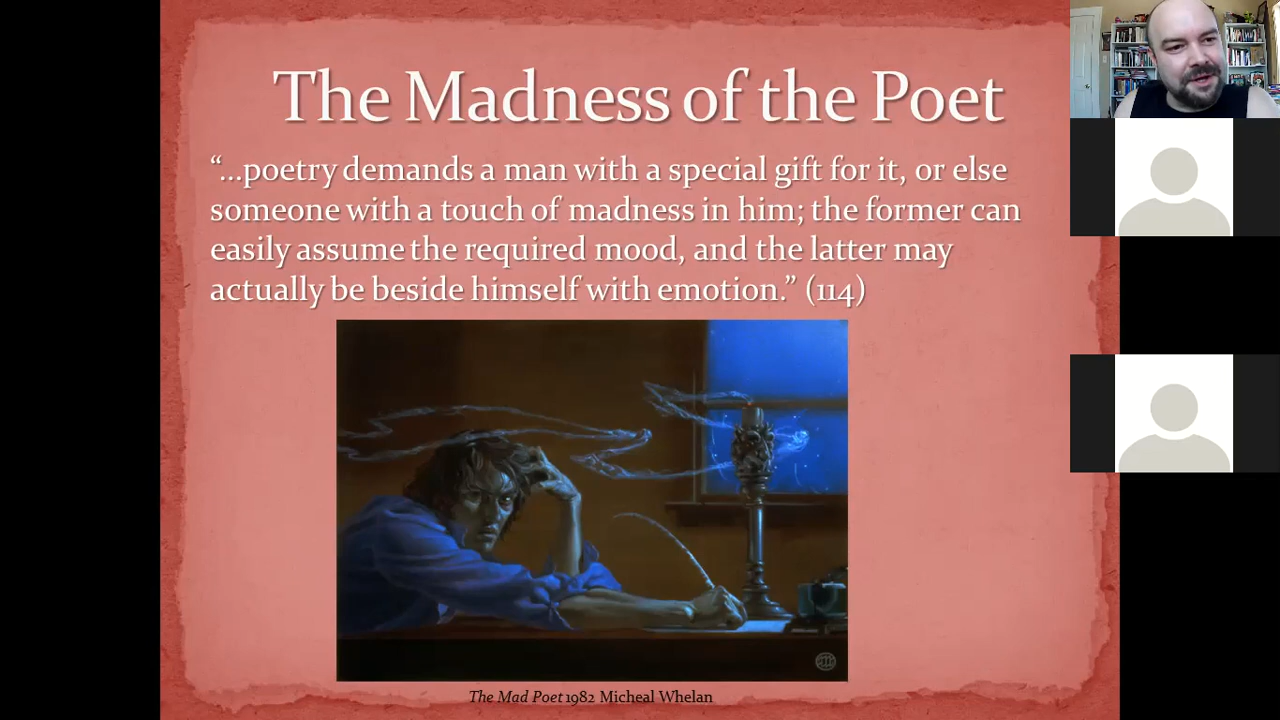 The Madness of the Poet
“...poetry demands a man with a special gift for it, or else
someone with a touch of madness in him; the former can
easily assume the required mood, and the latter may
actually be beside himself with emotion.” (114)
The Mad Poet 1982 Micheal Whelan